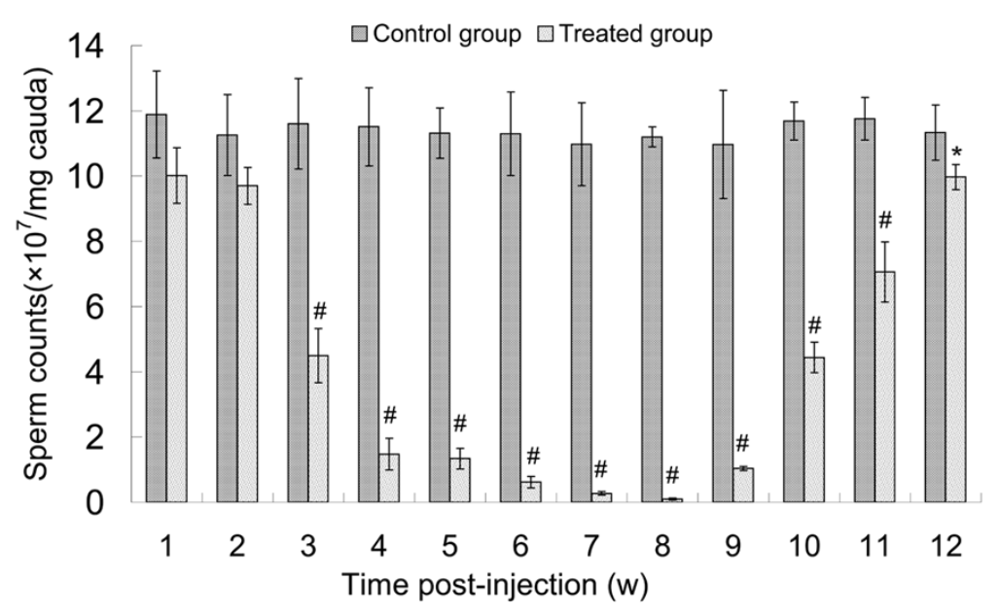 Control group Treated group
Sperm counts(×10⁷/mg cauda)
14
12
10
8
6
4
2
0
# # # # # # # # # *
1 2 3 4 5 6 7 8 9 10 11 12
Time post-injection (w)